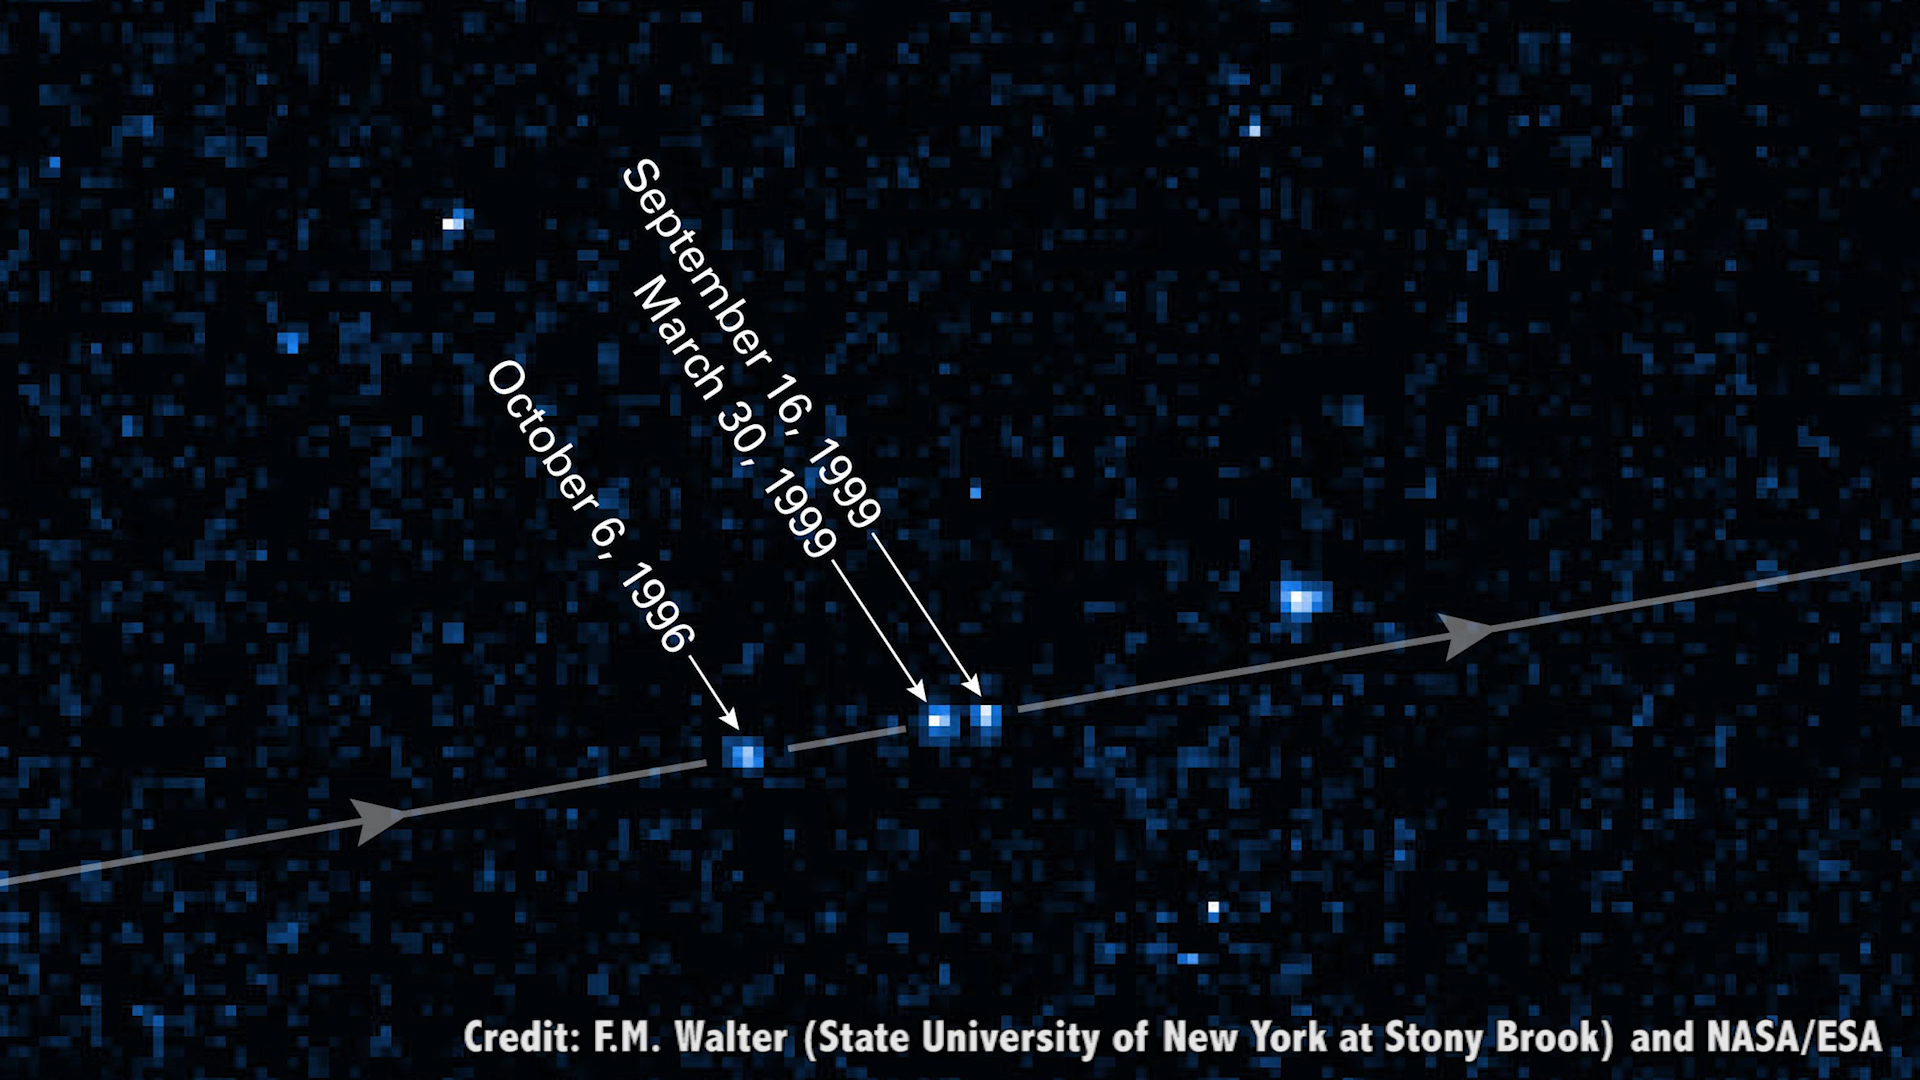 September 16, 1999
March 30, 1999
October 6, 1996
Credit: F.M. Walter (State University of New York at Stony Brook) and NASA/ESA